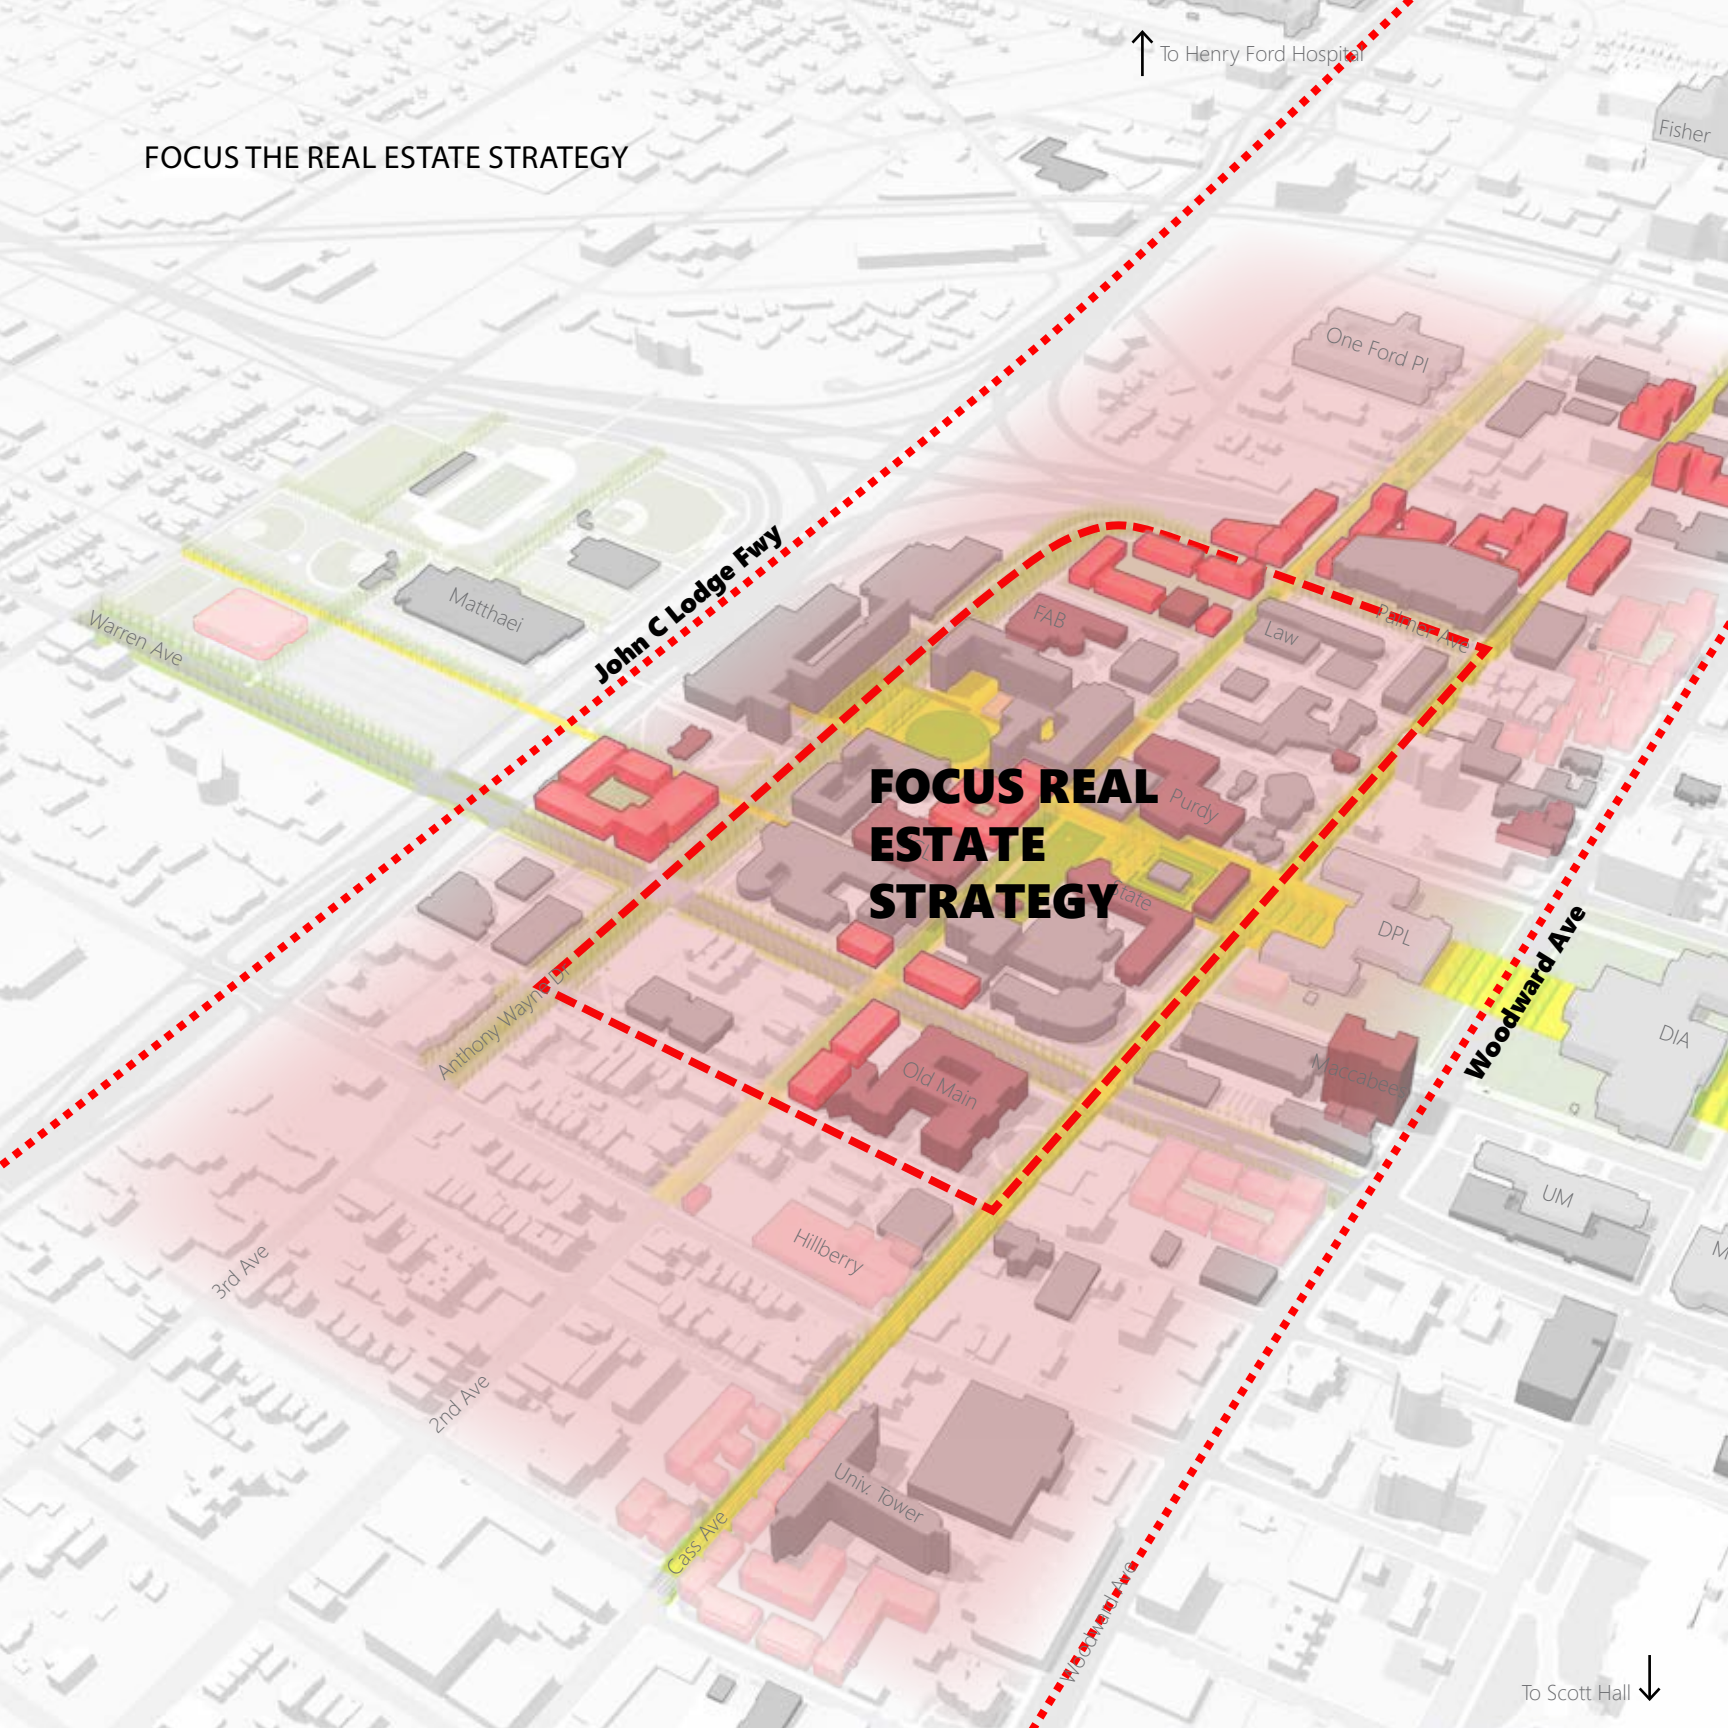 To Henry Ford Hospital
Fisher
FOCUS THE REAL ESTATE STRATEGY
One Ford Pl
John C Lodge Fwy
Matthaei
Warren Ave
FAB
Law
Palmer Ave
FOCUS REAL
ESTATE
STRATEGY
Purdy
DPL
Woodward Ave
DIA
Anthony Wayne Dr
Old Main
Maccabees
UM
Hillberry
3rd Ave
2nd Ave
Univ. Tower
Cass Ave
Woodward Ave
To Scott Hall